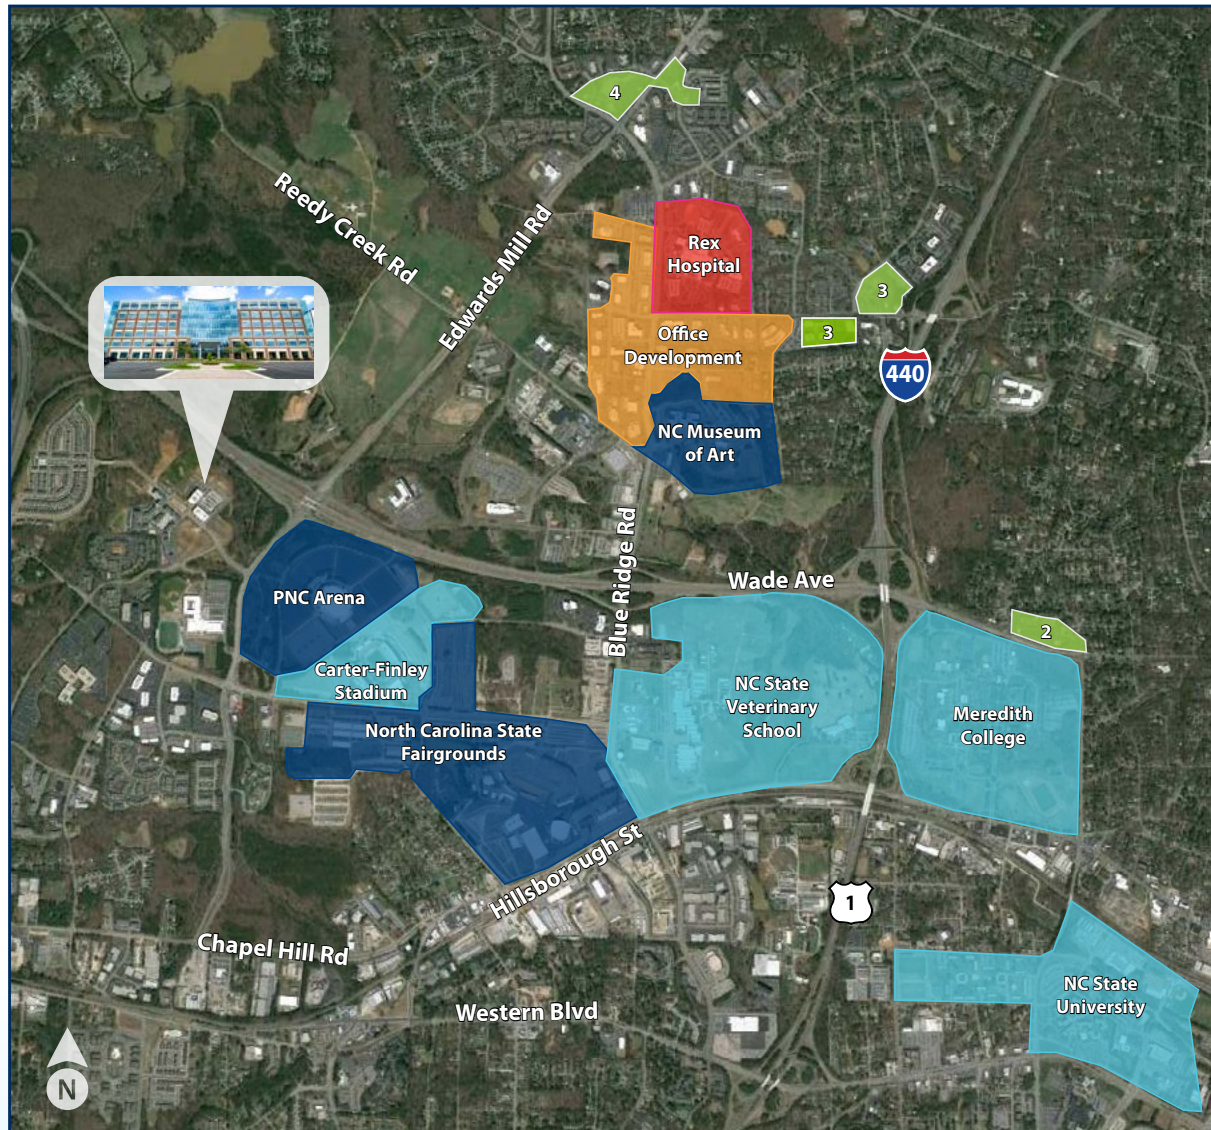 4
Reedy Creek Rd
Edwards Mill Rd
Rex
Hospital
3
3
Office
Development
440
NC Museum
of Art
Blue Ridge Rd
Wade Ave
PNC Arena
2
Carter-Finley
Stadium
NC State
Veterinary
School
Meredith
College
North Carolina State
Fairgrounds
Hillsborough St
1
Chapel Hill Rd
NC State
University
Western Blvd
N